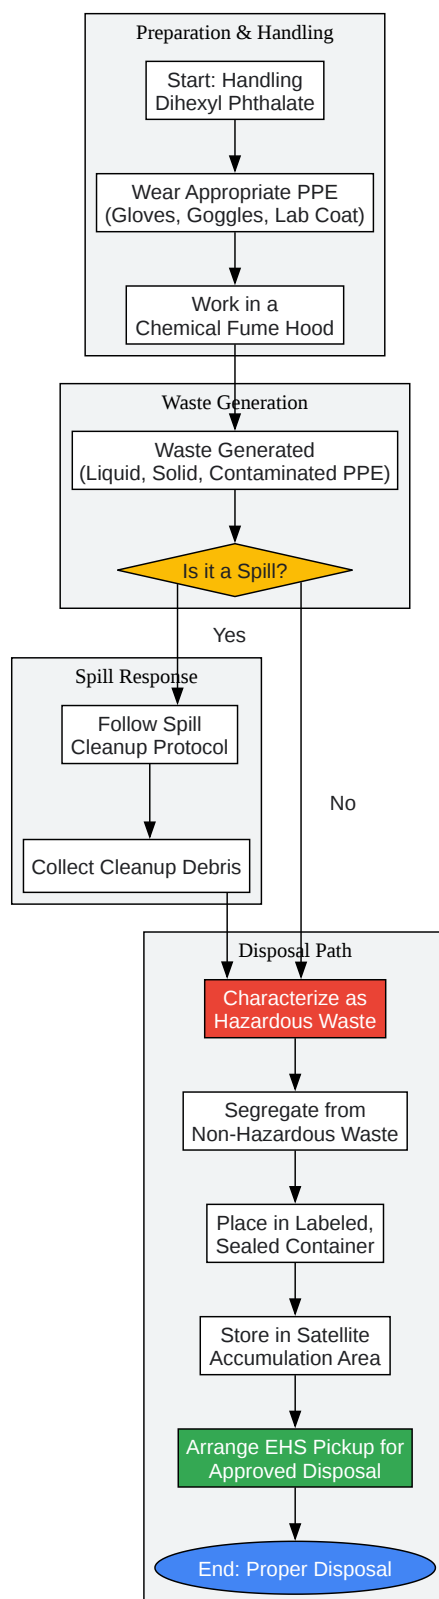 Preparation & Handling
Start: Handling
Dihexyl Phthalate
Wear Appropriate PPE
(Gloves, Goggles, Lab Coat)
Work in a
Chemical Fume Hood
Waste Generation
Waste Generated
(Liquid, Solid, Contaminated PPE)
Is it a Spill?
Yes
Spill Response
Follow Spill
Cleanup Protocol
No
Collect Cleanup Debris
Disposal Path
Characterize as
Hazardous Waste
Segregate from
Non-Hazardous Waste
Place in Labeled,
Sealed Container
Store in Satellite
Accumulation Area
Arrange EHS Pickup for
Approved Disposal
End: Proper Disposal